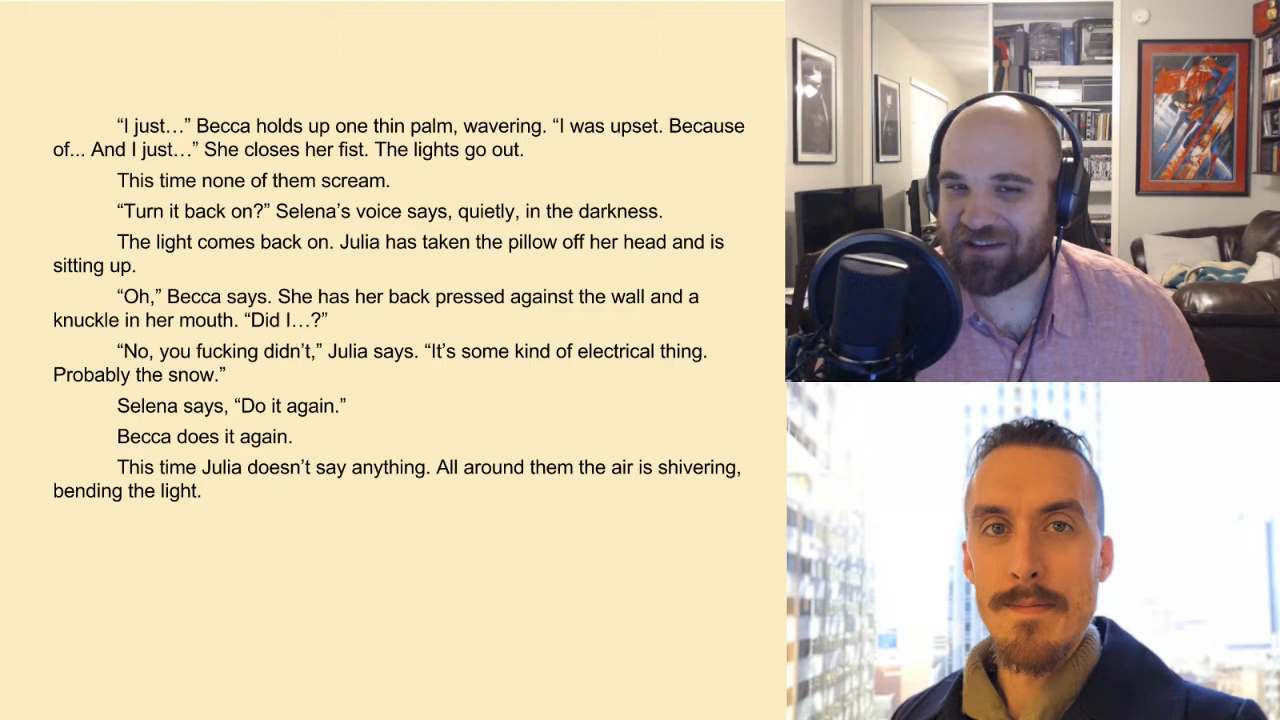 “I just…” Becca holds up one thin palm, wavering. “I was upset. Because
of... And I just…” She closes her fist. The lights go out.
This time none of them scream.
“Turn it back on?” Selena’s voice says, quietly, in the darkness.
The light comes back on. Julia has taken the pillow off her head and is
sitting up.
“Oh,” Becca says. She has her back pressed against the wall and a
knuckle in her mouth. “Did I…?”
“No, you fucking didn’t,” Julia says. “It’s some kind of electrical thing.
Probably the snow.”
Selena says, “Do it again.”
Becca does it again.
This time Julia doesn’t say anything. All around them the air is shivering,
bending the light.